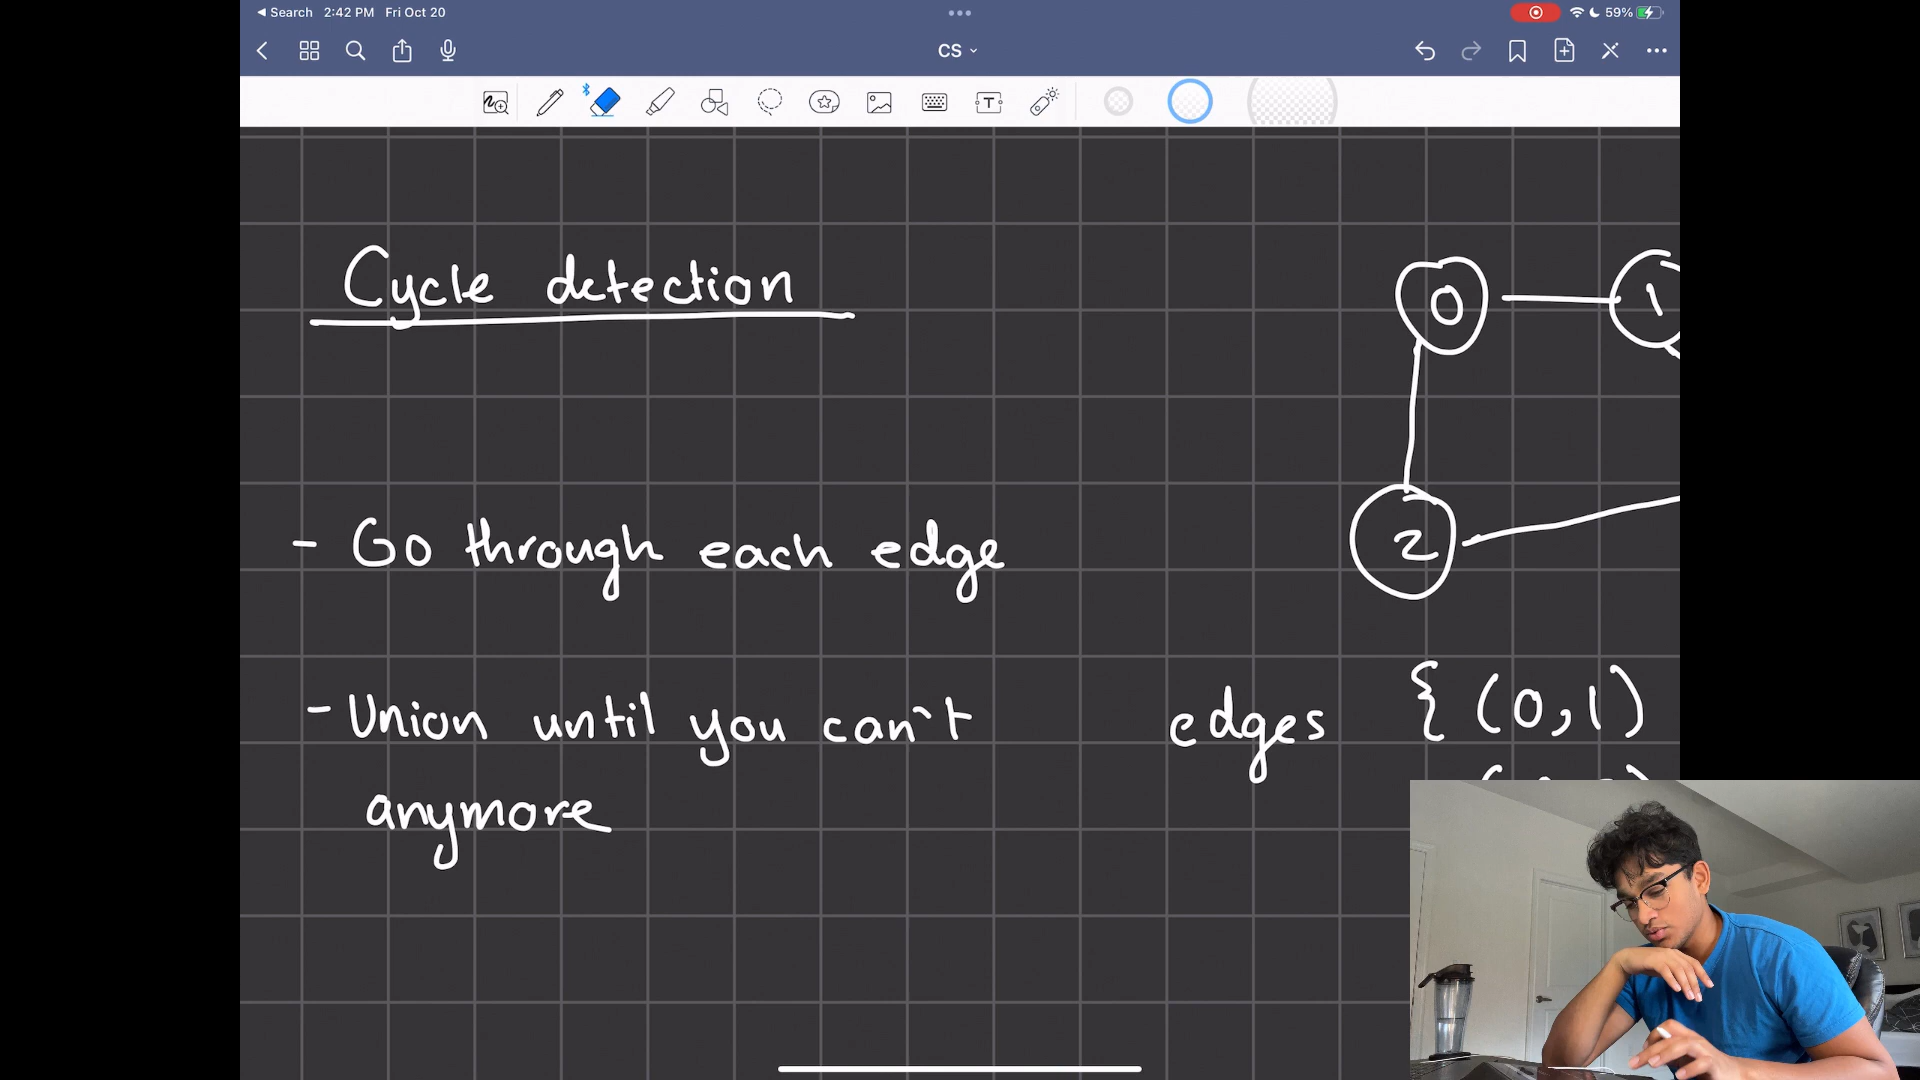 Search 2:42 PM Fri Oct 20
59%
CS
T
Cycle detection
0
1
2
- Go through each edge
- Union until you can't
anymore
edges { (0,1)